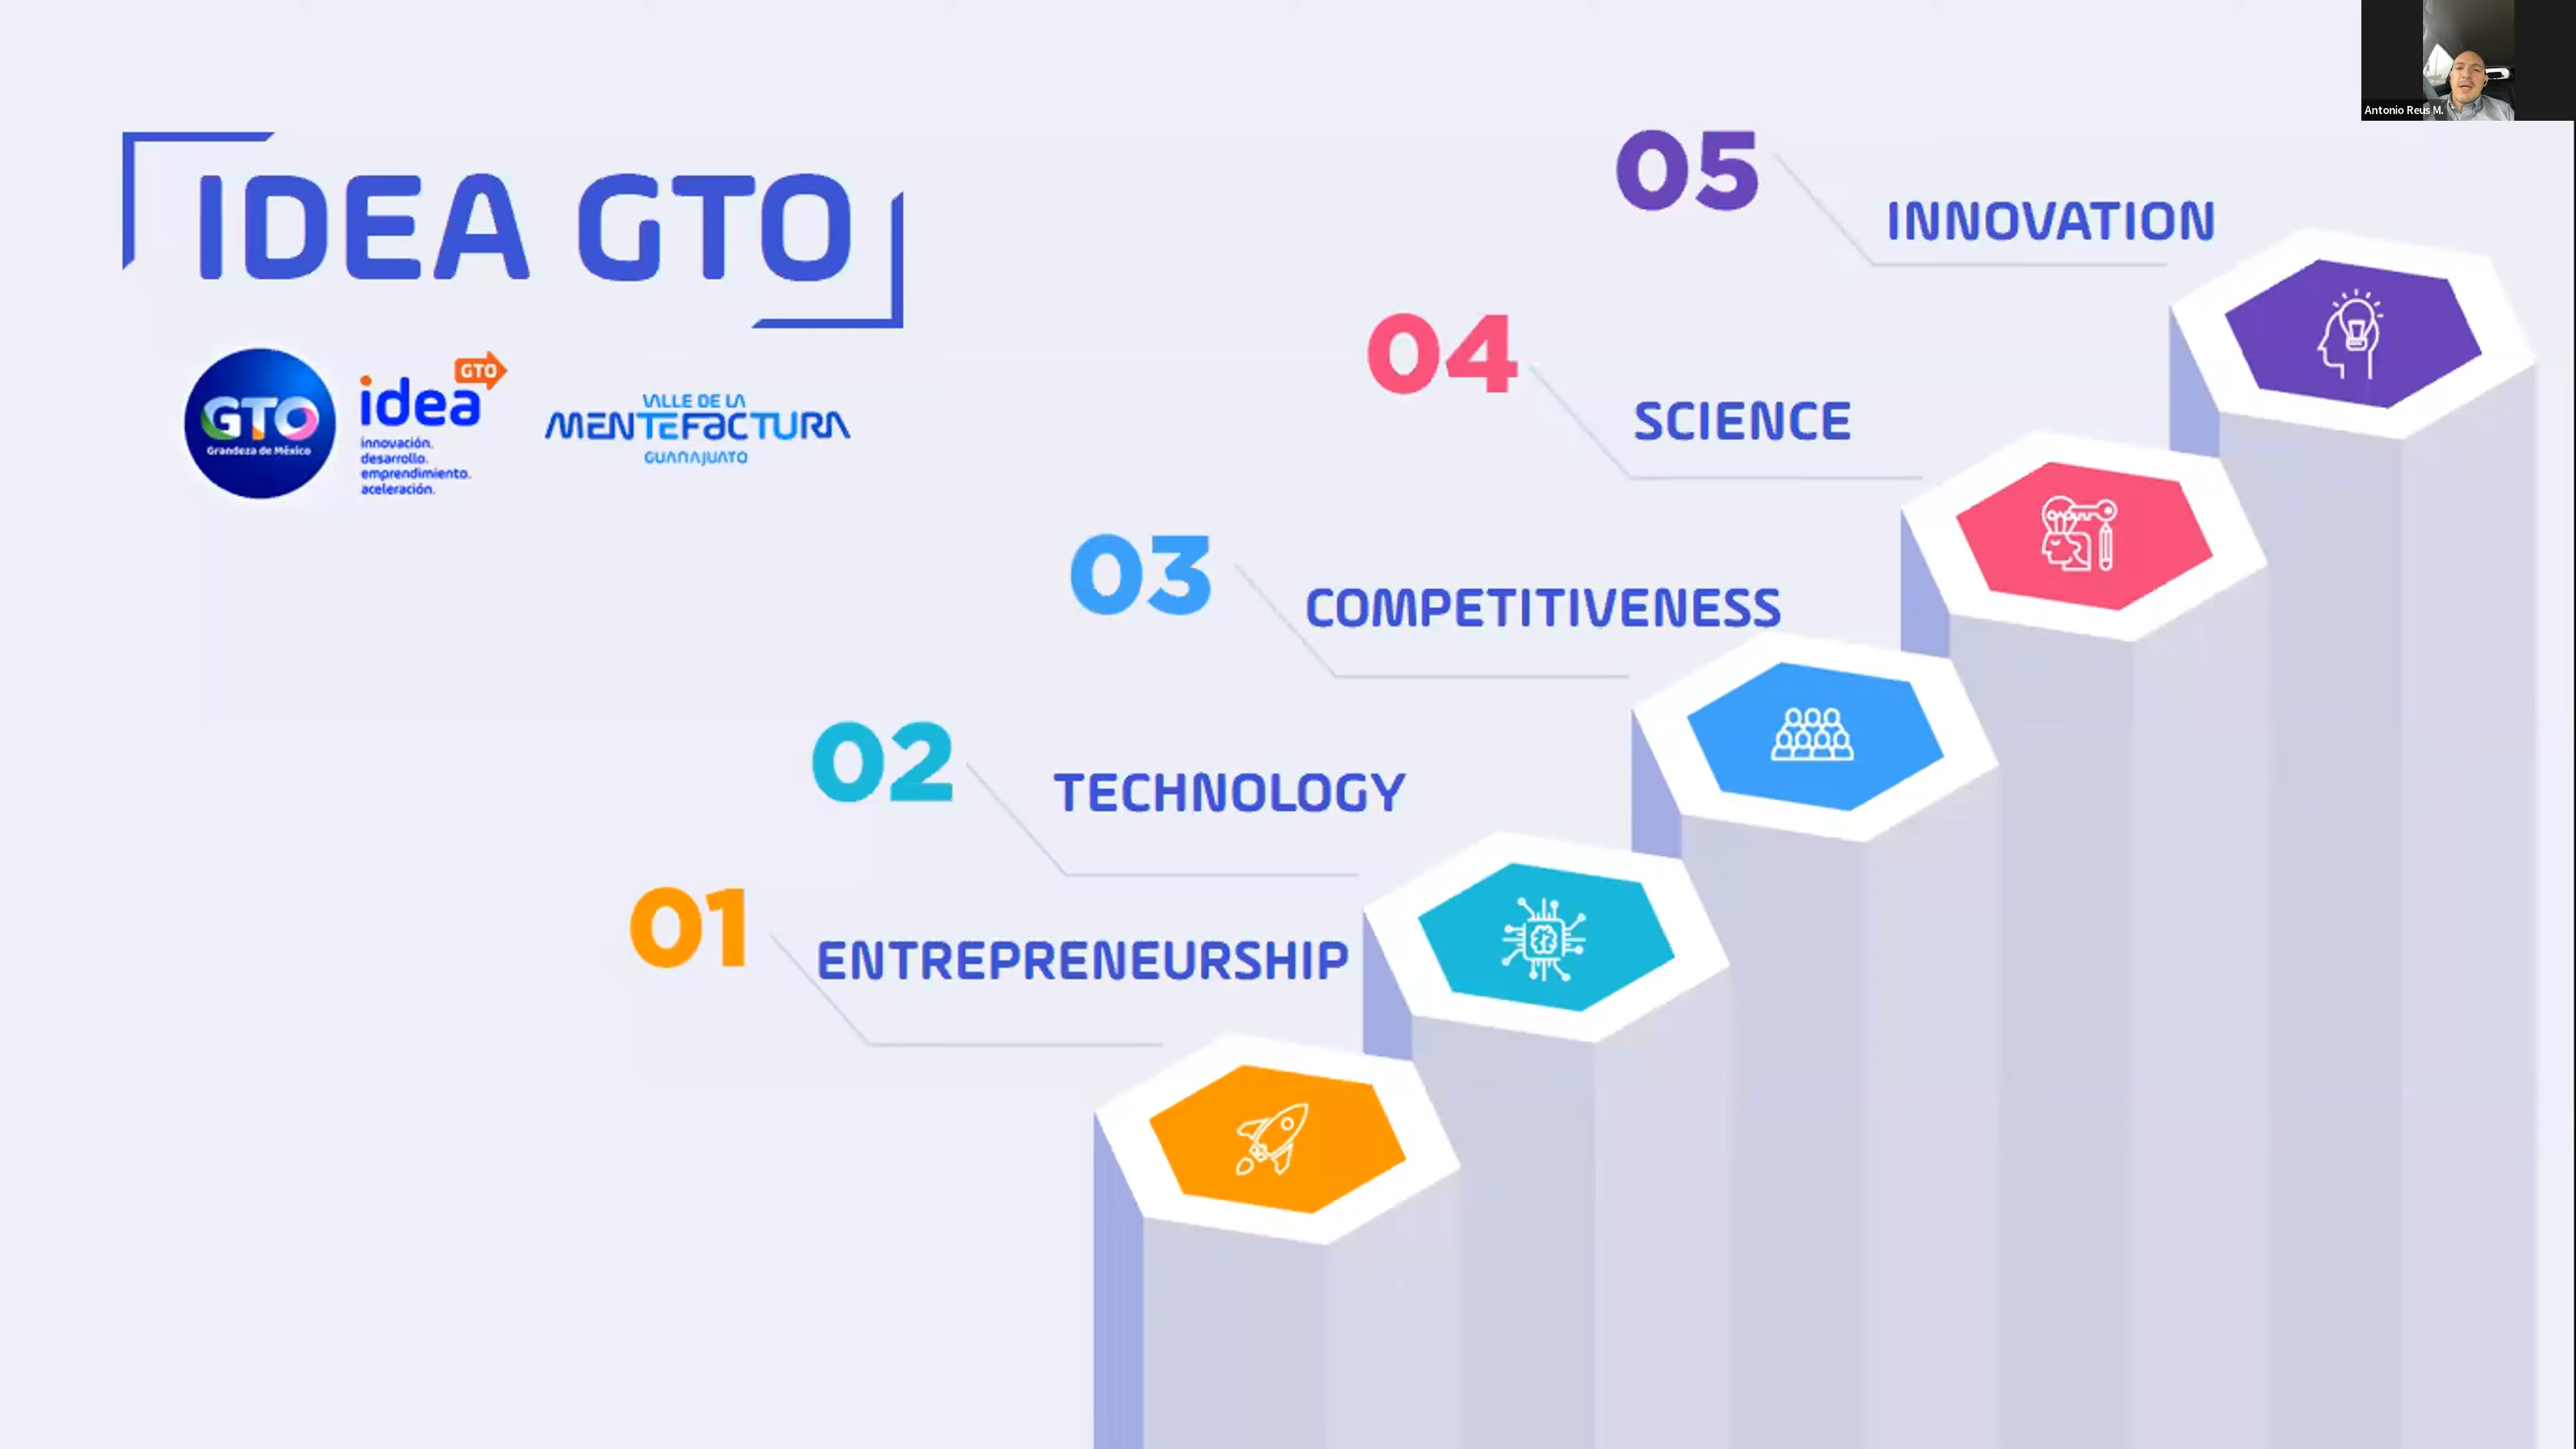 Antonio Reus M.
IDEA GTO
GTO
Grandeza de México
idea
GTO
innovación.
desarrollo.
emprendimiento.
aceleración.
VALLE DE LA
MENTEFACTURA
GUANAJUATO
05
INNOVATION
04
SCIENCE
03
COMPETITIVENESS
02
TECHNOLOGY
01
ENTREPRENEURSHIP